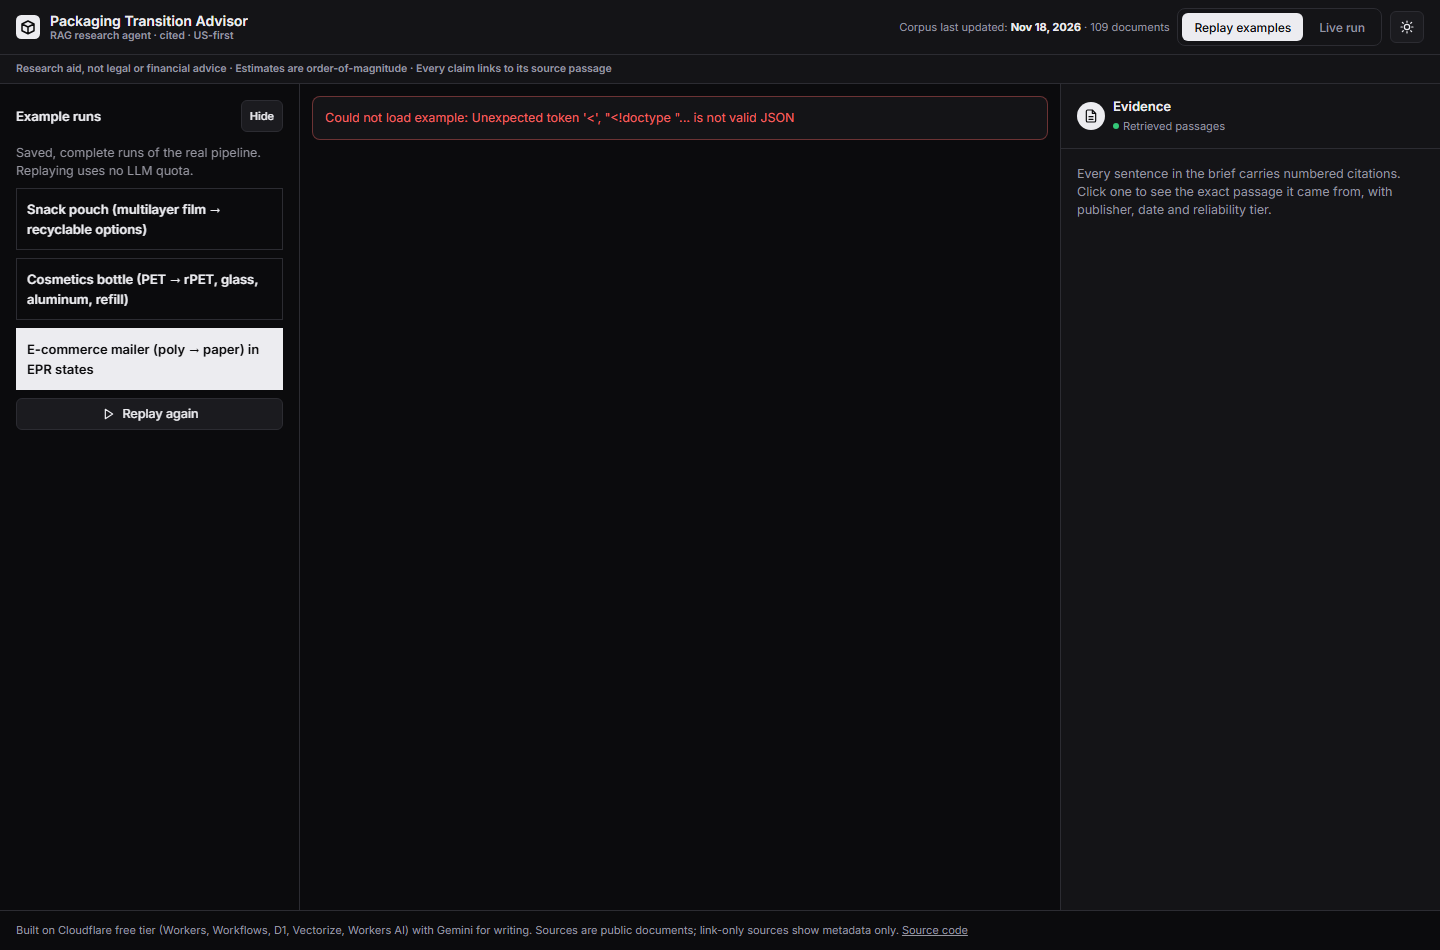 Packaging Transition Advisor
RAG research agent · cited · US-first
Corpus last updated: Nov 18, 2026 · 109 documents
Replay examples
Live run
Research aid, not legal or financial advice · Estimates are order-of-magnitude · Every claim links to its source passage
Example runs
Hide
Saved, complete runs of the real pipeline.
Replaying uses no LLM quota.
Snack pouch (multilayer film →
recyclable options)
Cosmetics bottle (PET → rPET, glass,
aluminum, refill)
E-commerce mailer (poly → paper) in
EPR states
Replay again
Could not load example: Unexpected token '<', "<!doctype "... is not valid JSON
Evidence
Retrieved passages
Every sentence in the brief carries numbered citations.
Click one to see the exact passage it came from, with
publisher, date and reliability tier.
Built on Cloudflare free tier (Workers, Workflows, D1, Vectorize, Workers AI) with Gemini for writing. Sources are public documents; link-only sources show metadata only. Source code